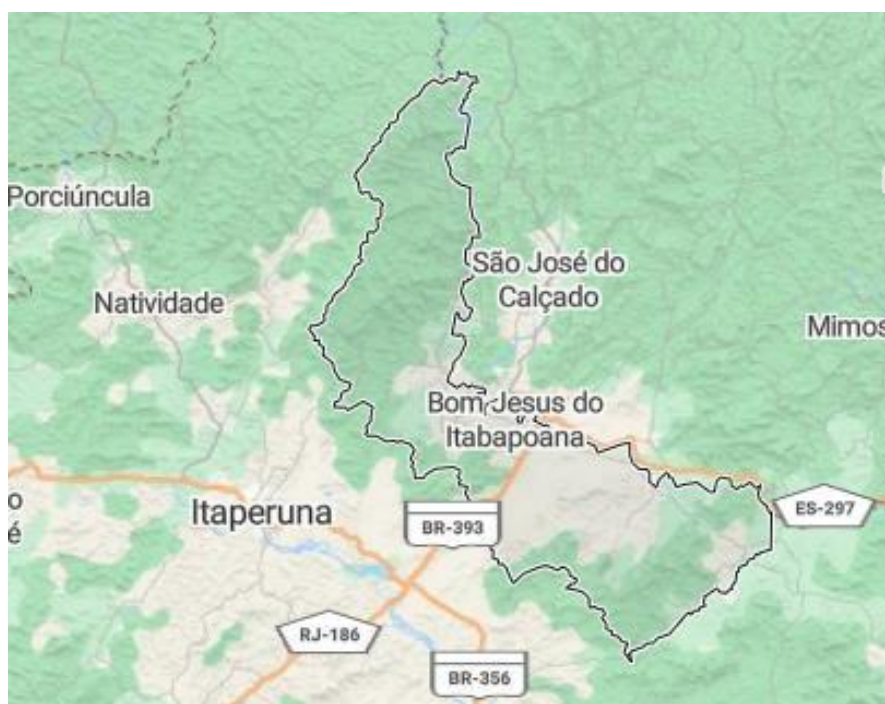 Porciúncula
São José do
Calçado
Natividade
Mimos
Bom Jesus do
Itabapoana
o
é
Itaperuna
BR-393
ES-297
RJ-186
BR-356